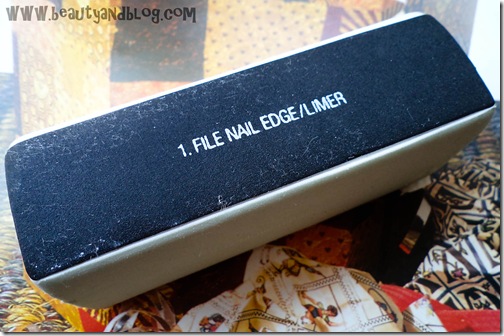 www.beautyandblog.com
1. FILE NAIL EDGE/LIMER